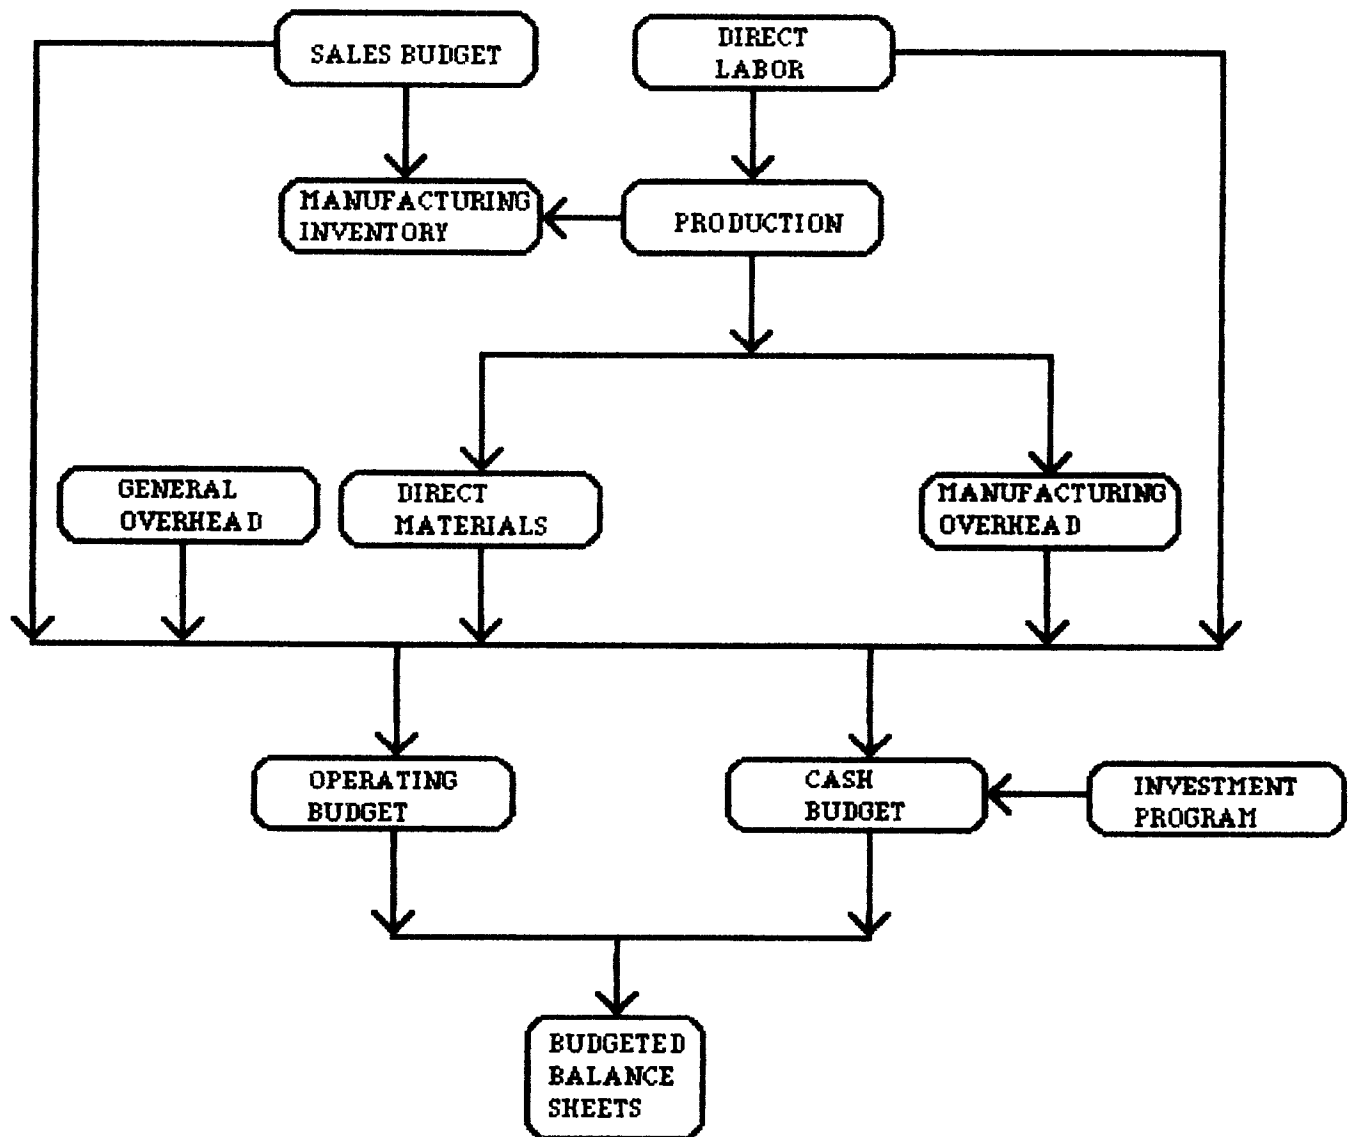 SALES BUDGET
DIRECT
LABOR
MANUFACTURING
INVENTORY
PRODUCTION
GENERAL
OVERHEAD
DIRECT
MATERIALS
MANUFACTURING
OVERHEAD
OPERATING
BUDGET
CASH
BUDGET
INVESTMENT
PROGRAM
BUDGETED
BALANCE
SHEETS